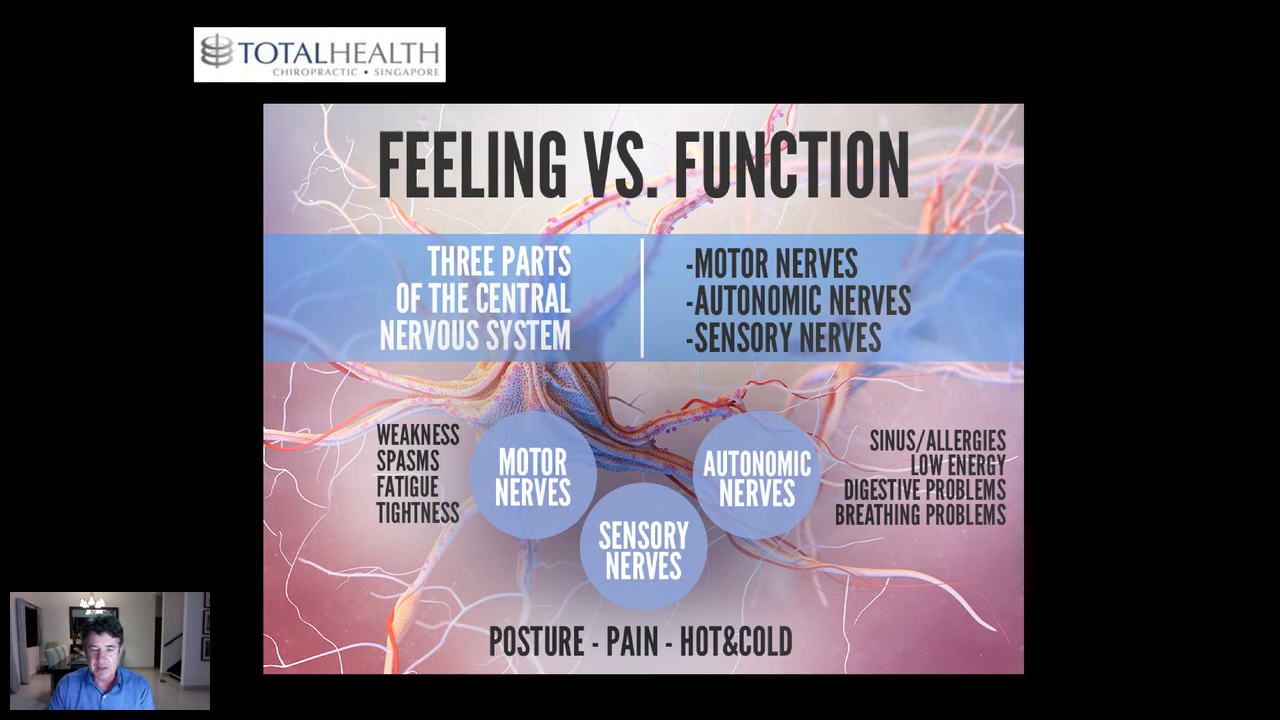 TOTALHEALTH
CHIROPRACTIC • SINGAPORE
FEELING VS. FUNCTION
THREE PARTS
OF THE CENTRAL
NERVOUS SYSTEM
-MOTOR NERVES
-AUTONOMIC NERVES
-SENSORY NERVES
WEAKNESS
SPASMS
FATIGUE
TIGHTNESS
MOTOR
NERVES
SENSORY
NERVES
AUTONOMIC
NERVES
SINUS/ALLERGIES
LOW ENERGY
DIGESTIVE PROBLEMS
BREATHING PROBLEMS
POSTURE - PAIN - HOT&COLD